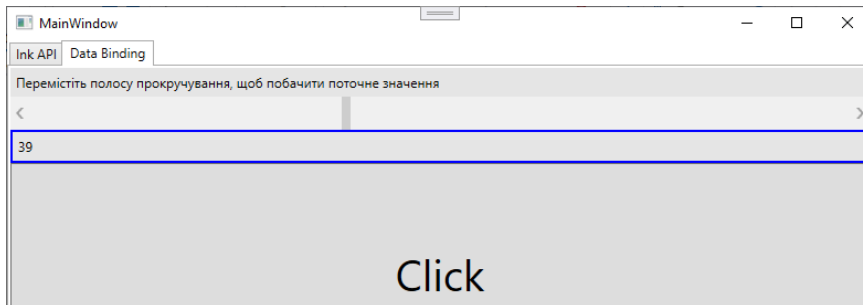 MainWindow
Ink API Data Binding
Перемістіть полосу прокручування, щоб побачити поточне значення
39
Click